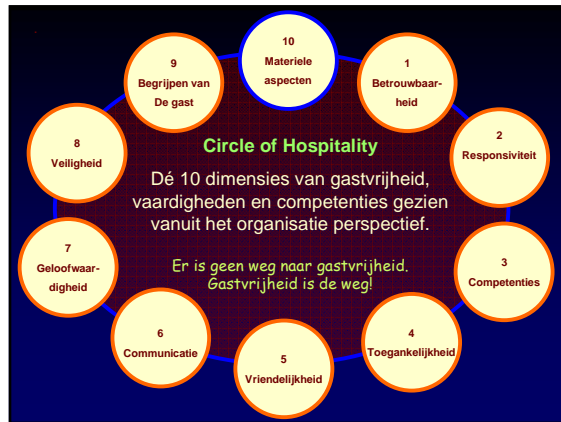 10
Materiele
aspecten
1
Betrouwbaar-
heid
2
Responsiviteit
3
Competenties
4
Toegankelijkheid
5
Vriendelijkheid
6
Communicatie
7
Geloofwaar-
digheid
8
Veiligheid
9
Begrijpen van
De gast
Circle of Hospitality
Dé 10 dimensies van gastvrijheid,
vaardigheden en competenties gezien
vanuit het organisatie perspectief.
Er is geen weg naar gastvrijheid.
Gastvrijheid is de weg!